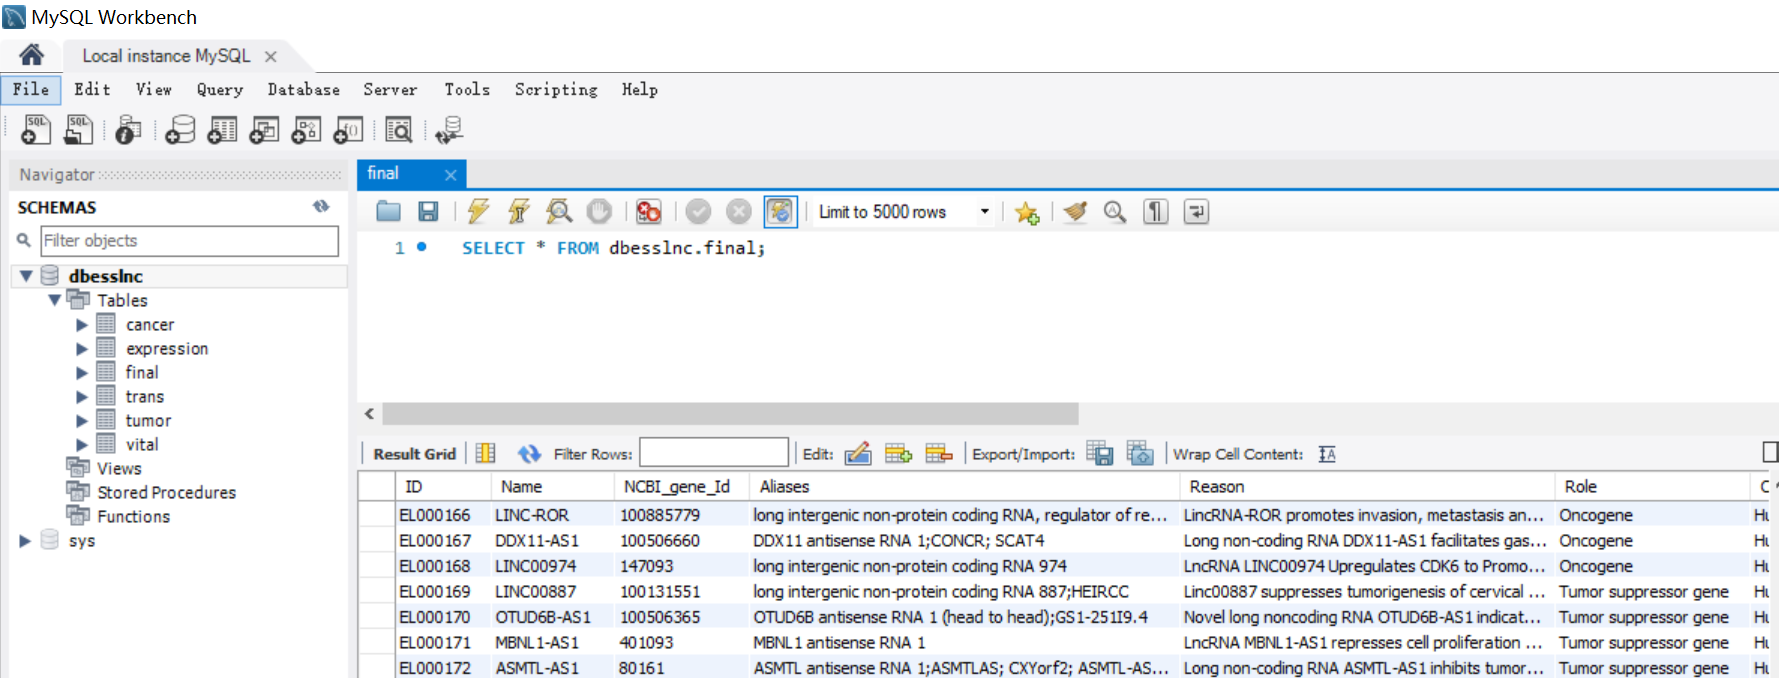 MySQL Workbench
Local instance MySQL
File Edit View Query Database Server Tools Scripting Help
Navigator
SCHEMAS
Filter objects
dbesslnc
Tables
cancer
expression
final
trans
tumor
vital
Views
Stored Procedures
Functions
sys
final
Limit to 5000 rows
1 SELECT * FROM dbesslnc.final;
Result Grid Filter Rows: Edit: Export/Import: Wrap Cell Content:
ID Name NCBI_gene_Id Aliases Reason Role C
EL000166 LINC-ROR 100885779 long intergenic non-protein coding RNA, regulator of re... LincRNA-ROR promotes invasion, metastasis an... Oncogene Hu
EL000167 DDX11-AS1 100506660 DDX11 antisense RNA 1;CONCR; SCAT4 Long non-coding RNA DDX11-AS1 facilitates gas... Oncogene Hu
EL000168 LINC00974 147093 long intergenic non-protein coding RNA 974 LncRNA LINC00974 Upregulates CDK6 to Promo... Oncogene Hu
EL000169 LINC00887 100131551 long intergenic non-protein coding RNA 887;HEIRCC Linc00887 suppresses tumorigenesis of cervical ... Tumor suppressor gene Hu
EL000170 OTUD6B-AS1 100506365 OTUD6B antisense RNA 1 (head to head);GS1-251I9.4 Novel long noncoding RNA OTUD6B-AS1 indicat... Tumor suppressor gene Hu
EL000171 MBNL1-AS1 401093 MBNL1 antisense RNA 1 LncRNA MBNL1-AS1 represses cell proliferation ... Tumor suppressor gene Hu
EL000172 ASMTL-AS1 80161 ASMTL antisense RNA 1;ASMTLAS; CXYorf2; ASMTL-AS... Long non-coding RNA ASMTL-AS1 inhibits tumor... Tumor suppressor gene Hu